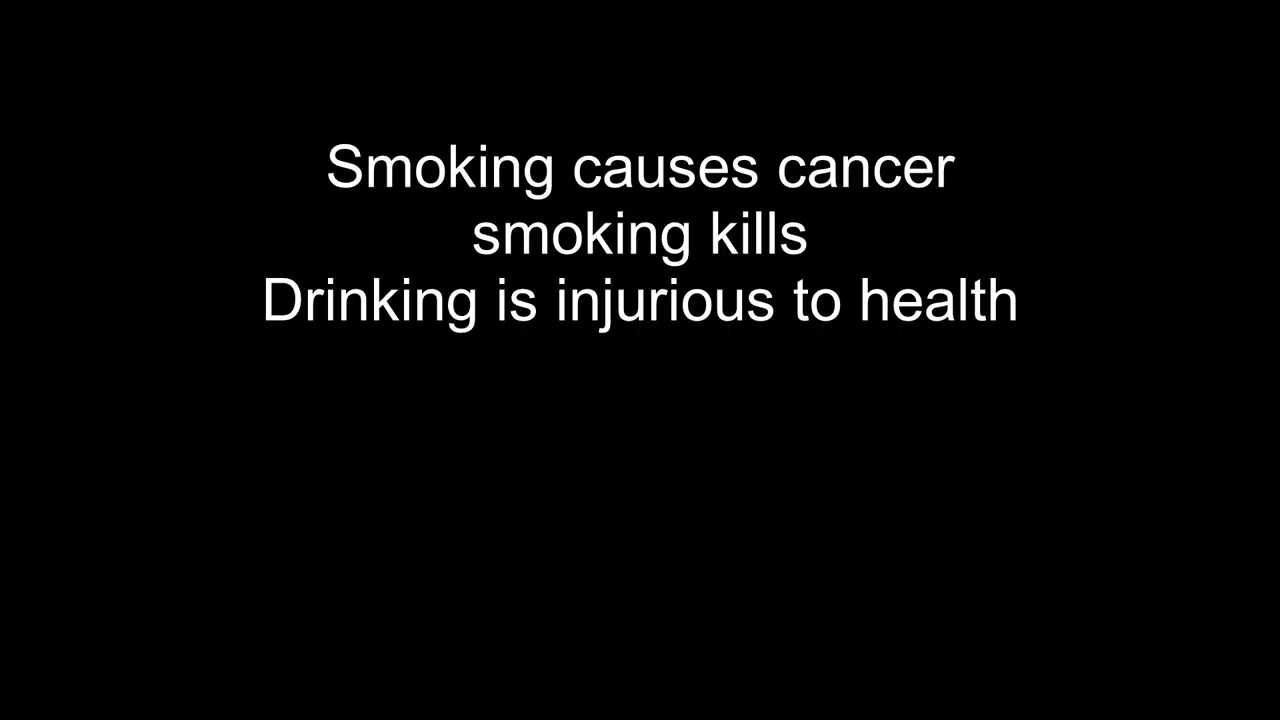 Smoking causes cancer
smoking kills
Drinking is injurious to health